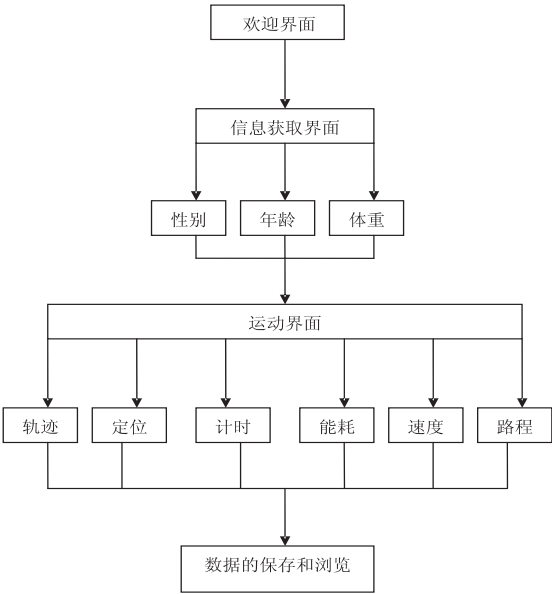 欢迎界面
信息获取界面
性别
年龄
体重
运动界面
轨迹
定位
计时
能耗
速度
路程
数据的保存和浏览